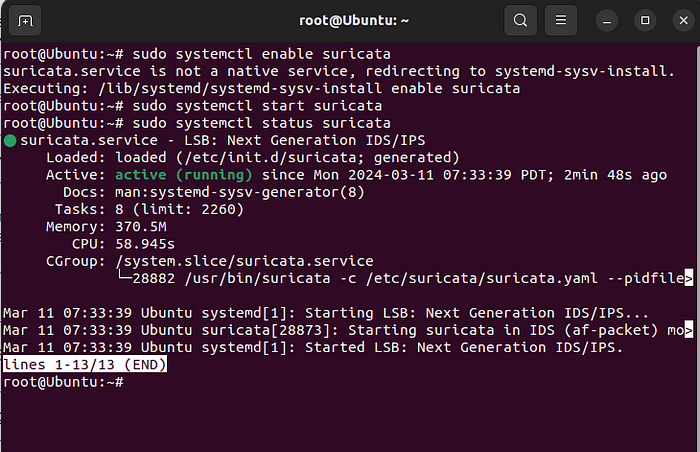 root@Ubuntu: ~
root@Ubuntu:~# sudo systemctl enable suricata
suricata.service is not a native service, redirecting to systemd-sysv-install.
Executing: /lib/systemd/systemd-sysv-install enable suricata
root@Ubuntu:~# sudo systemctl start suricata
root@Ubuntu:~# sudo systemctl status suricata
● suricata.service - LSB: Next Generation IDS/IPS
     Loaded: loaded (/etc/init.d/suricata; generated)
     Active: active (running) since Mon 2024-03-11 07:33:39 PDT; 2min 48s ago
       Docs: man:systemd-sysv-generator(8)
      Tasks: 8 (limit: 2260)
     Memory: 370.5M
        CPU: 58.945s
     CGroup: /system.slice/suricata.service
             └─28882 /usr/bin/suricata -c /etc/suricata/suricata.yaml --pidfile>
Mar 11 07:33:39 Ubuntu systemd[1]: Starting LSB: Next Generation IDS/IPS...
Mar 11 07:33:39 Ubuntu suricata[28873]: Starting suricata in IDS (af-packet) mo>
Mar 11 07:33:39 Ubuntu systemd[1]: Started LSB: Next Generation IDS/IPS.
lines 1-13/13 (END)
root@Ubuntu:~#